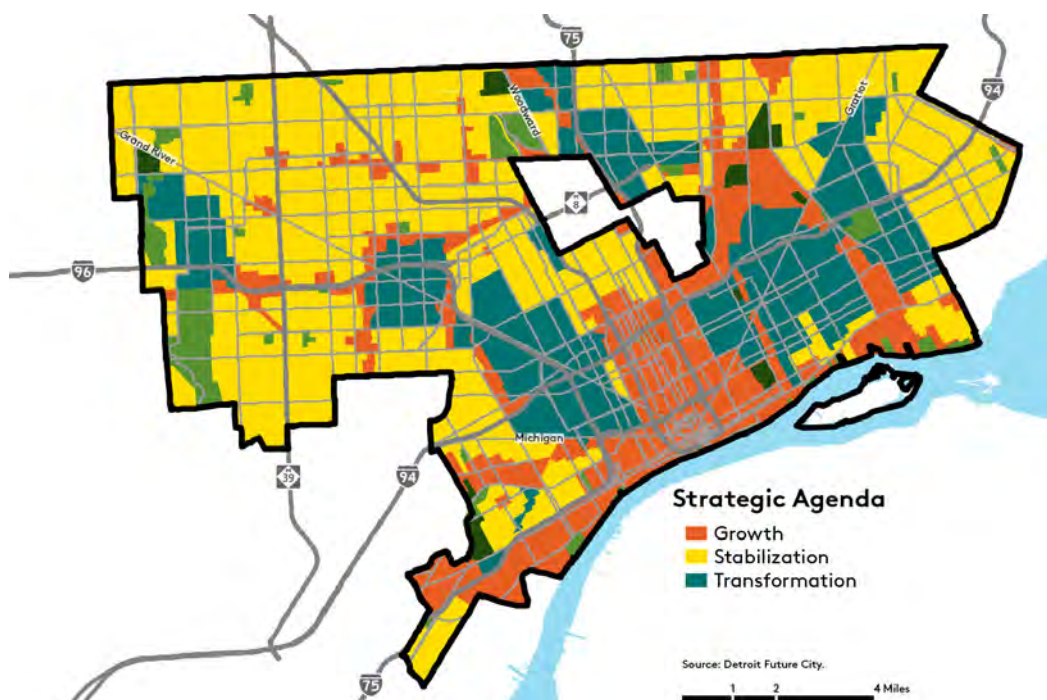 75
94
Woodward
Gratiot
Grand River
M
8
96
Michigan
M
39
94
75
Strategic Agenda
Growth
Stabilization
Transformation
Source: Detroit Future City.
1 2 4 Miles